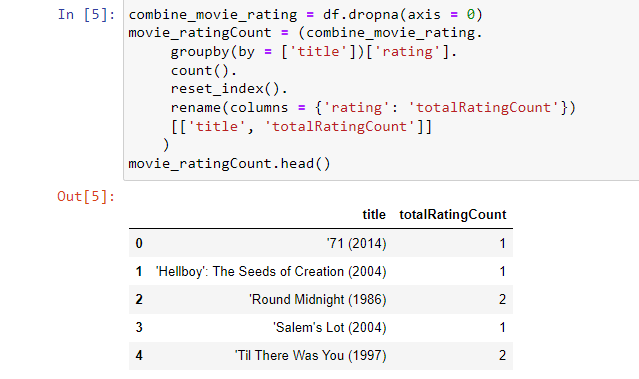 In [5]: combine_movie_rating = df.dropna(axis = 0)
movie_ratingCount = (combine_movie_rating.
groupby(by = ['title'])['rating'].
count().
reset_index().
rename(columns = {'rating': 'totalRatingCount'})
[['title', 'totalRatingCount']]
)
movie_ratingCount.head()
Out[5]:
title totalRatingCount
0 '71 (2014) 1
1 'Hellboy': The Seeds of Creation (2004) 1
2 'Round Midnight (1986) 2
3 'Salem's Lot (2004) 1
4 'Til There Was You (1997) 2